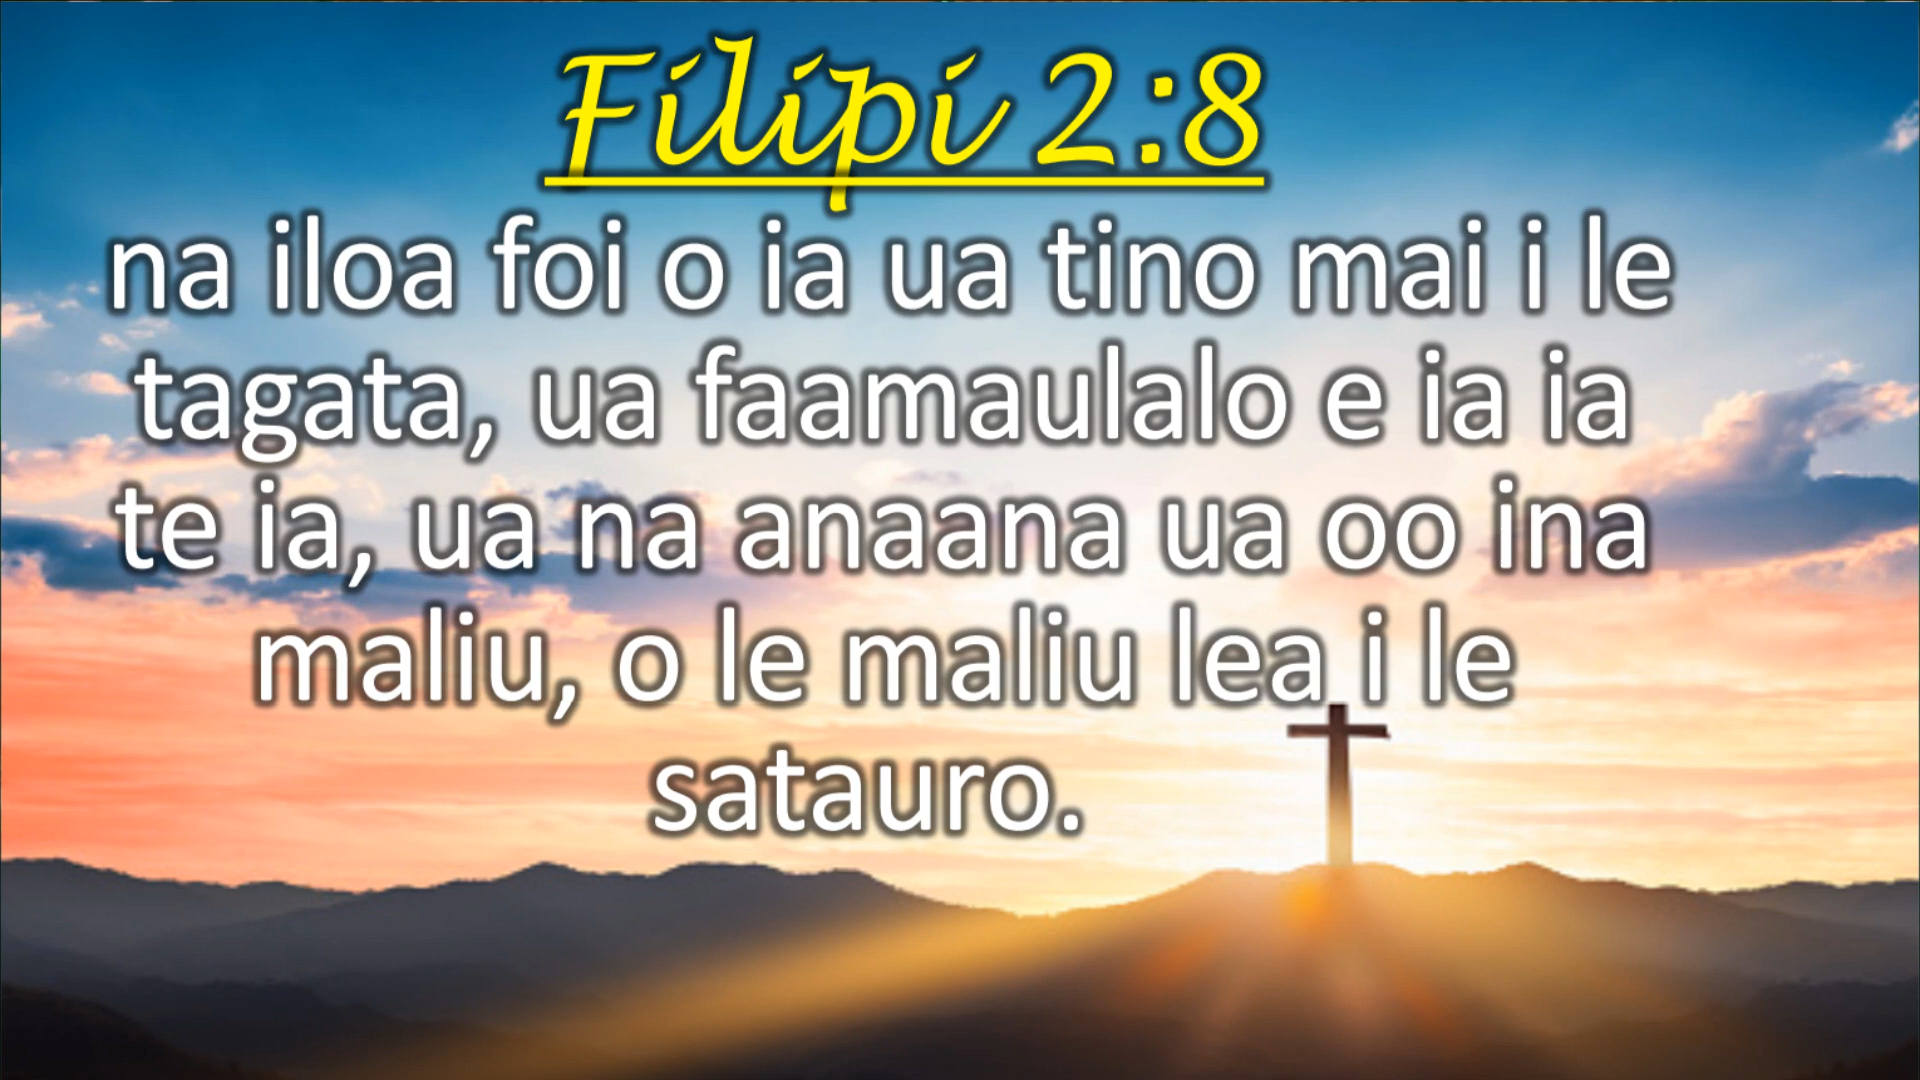 Filipi 2:8
na iloa foi o ia ua tino mai i le
tagata, ua faamaulalo e ia ia
te ia, ua na anaana ua oo ina
maliu, o le maliu lea i le
satauro.